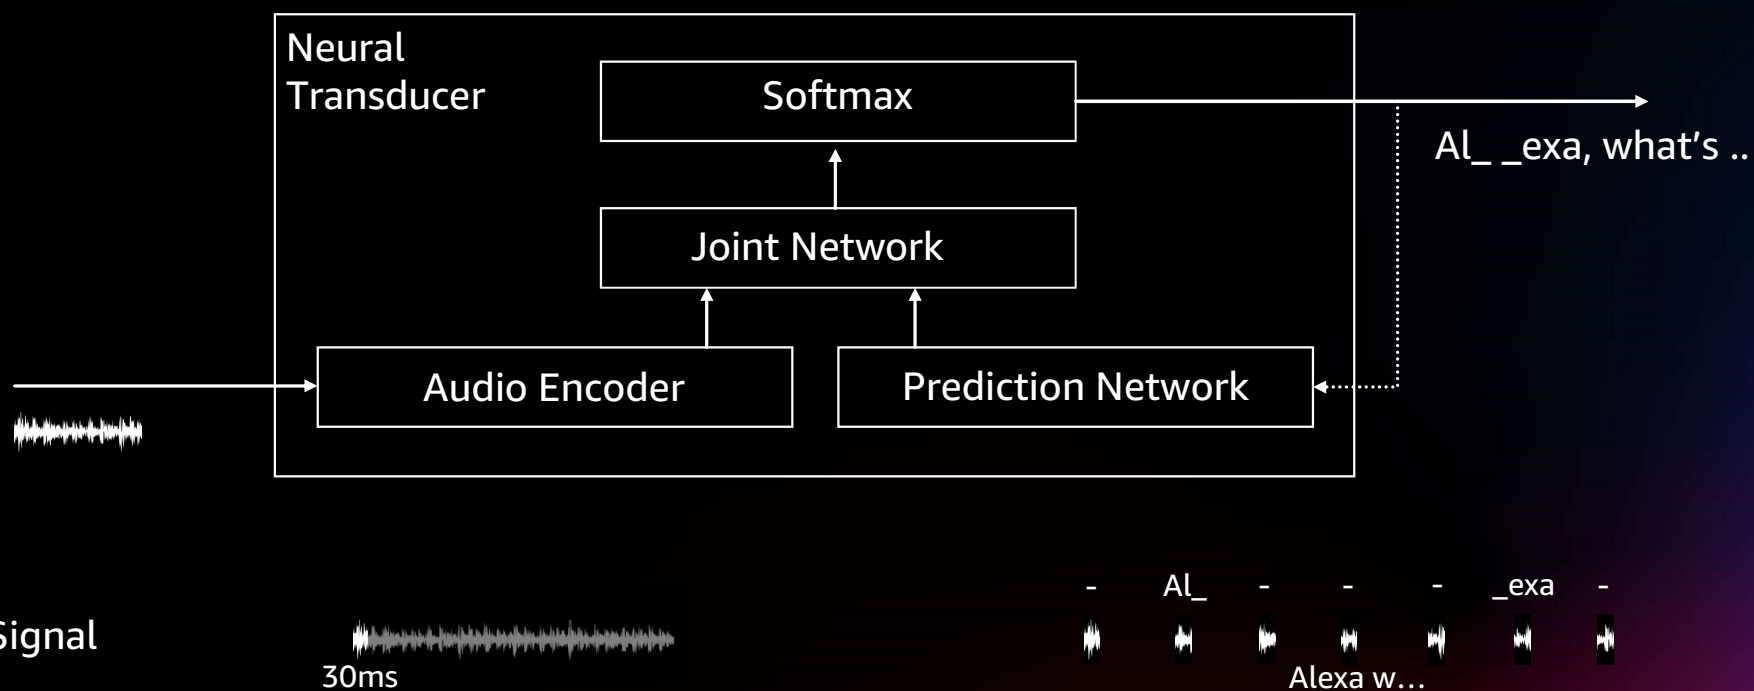 Neural
Transducer
Softmax
Al_ _exa, what's ..
Joint Network
Audio Encoder
Prediction Network
- Al_ - - - _exa -
Signal
30ms
Alexa w...